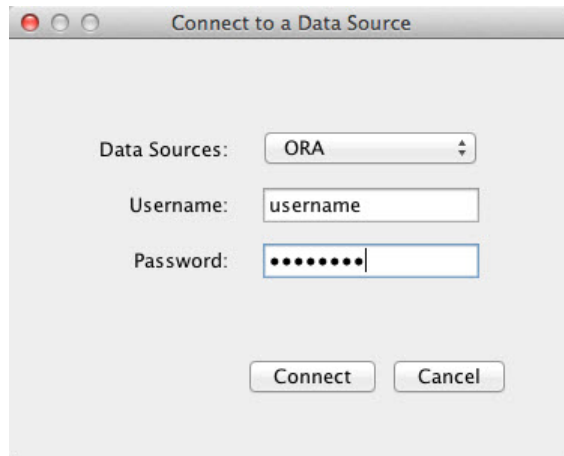 Connect to a Data Source
Data Sources: ORA
Username: username
Password: ••••••••
Connect Cancel